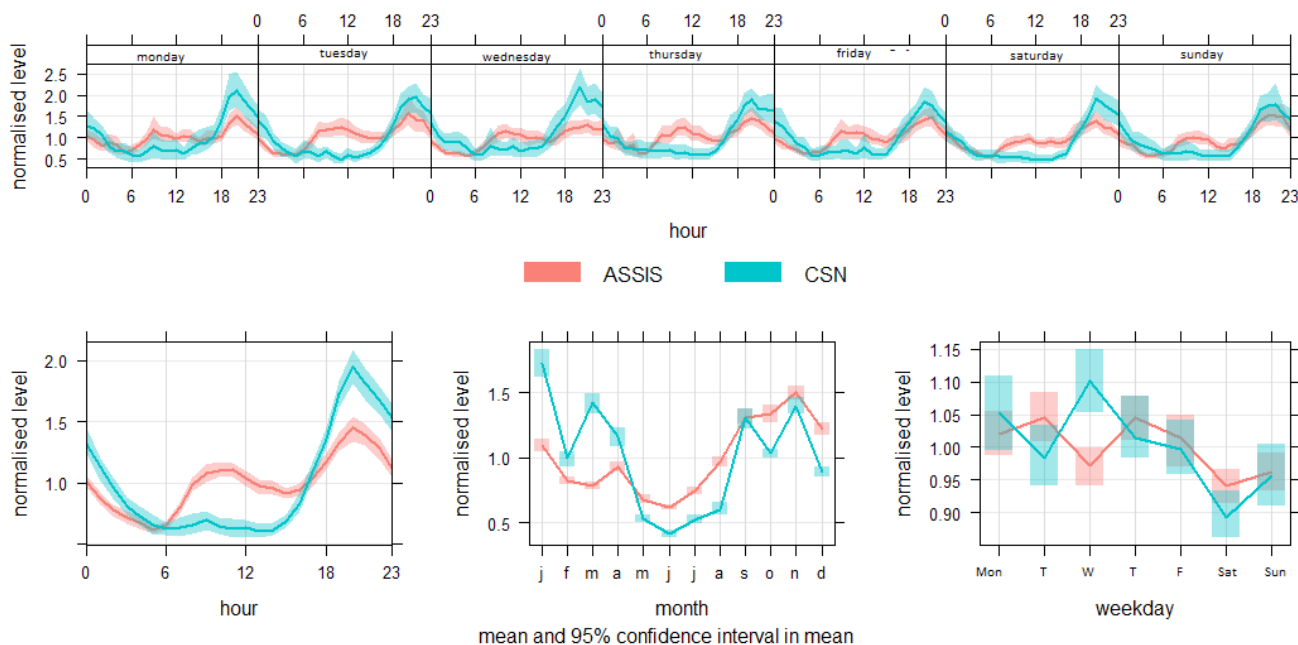 0 6 12 18 23 0 6 12 18 23 0 6 12 18 23
monday tuesday wednesday thursday friday - - saturday sunday
normalised level
2.5
2.0
1.5
1.0
0.5
0 6 12 18 23 0 6 12 18 23 0 6 12 18 23 0 6 12 18 23
hour
ASSIS CSN
normalised level
2.0
1.5
1.0
0 6 12 18 23
hour
normalised level
1.5
1.0
0.5
j f m a m j j a s o n d
month
normalised level
1.15
1.10
1.05
1.00
0.95
0.90
Mon T W T F Sat Sun
weekday
mean and 95% confidence interval in mean